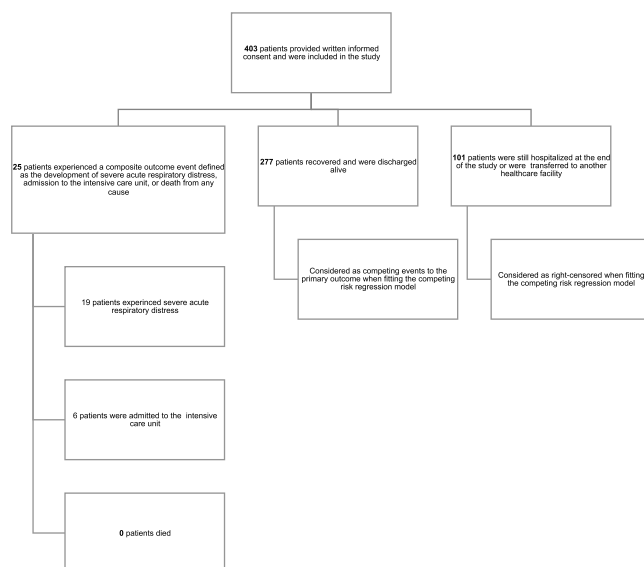 403 patients provided written informed
consent and were included in the study
25 patients experienced a composite outcome event defined
as the development of severe acute respiratory distress,
admission to the intensive care unit, or death from any
cause
277 patients recovered and were discharged
alive
101 patients were still hospitalized at the end
of the study or were transferred to another
healthcare facility
Considered as competing events to the
primary outcome when fitting the competing
risk regression model
Considered as right-censored when fitting
the competing risk regression model
19 patients experinced severe acute
respiratory distress
6 patients were admitted to the intensive
care unit
0 patients died